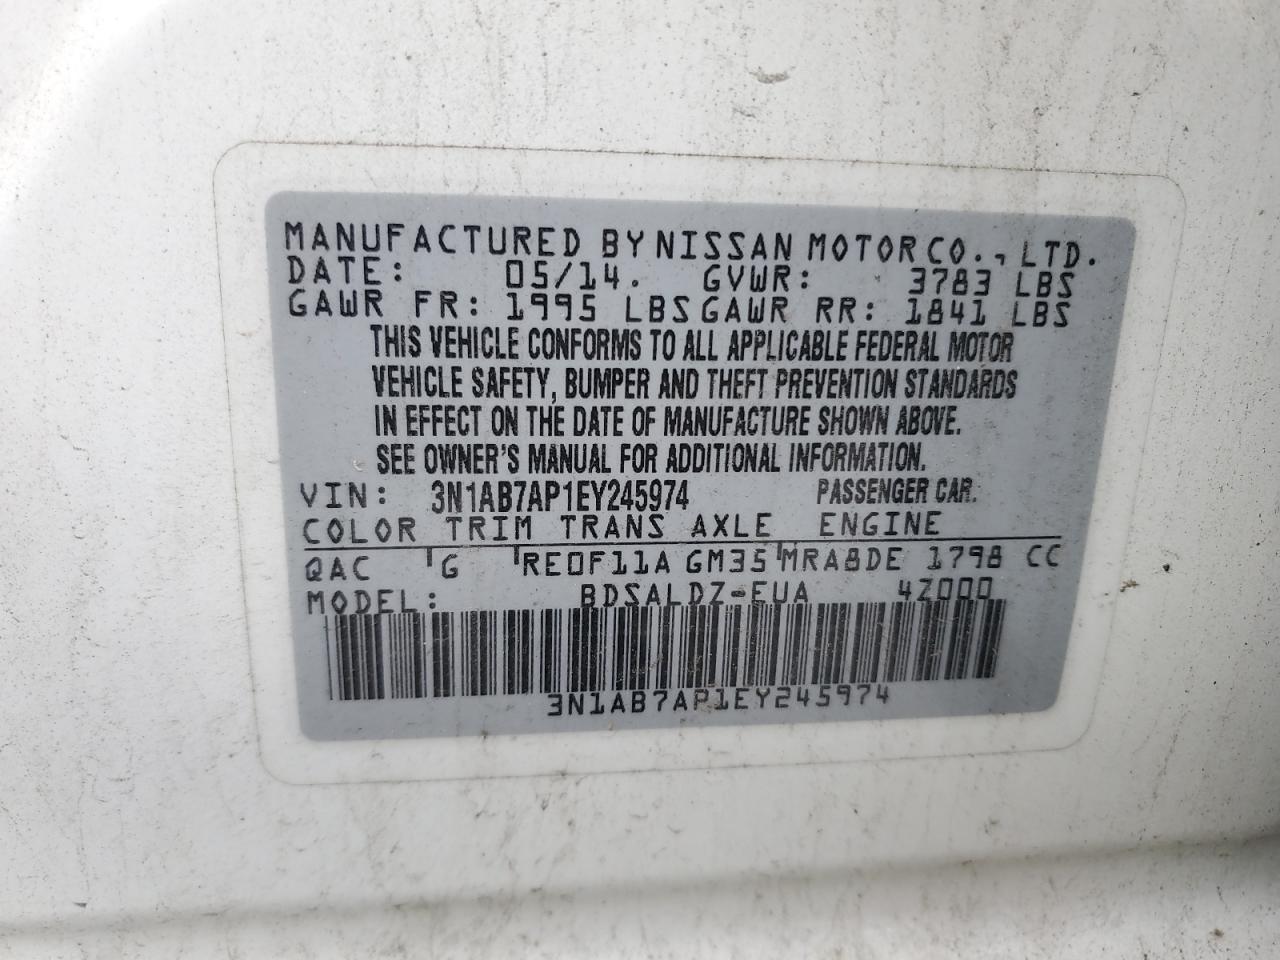 MANUFACTURED BY NISSAN MOTOR CO., LTD.
DATE: 05/14. GVWR: 3783 LBS
GAWR FR: 1995 LBS GAWR RR: 1841 LBS
THIS VEHICLE CONFORMS TO ALL APPLICABLE FEDERAL MOTOR
VEHICLE SAFETY, BUMPER AND THEFT PREVENTION STANDARDS
IN EFFECT ON THE DATE OF MANUFACTURE SHOWN ABOVE.
SEE OWNER'S MANUAL FOR ADDITIONAL INFORMATION.
VIN: 3N1AB7AP1EY245974 PASSENGER CAR.
COLOR TRIM TRANS AXLE ENGINE
QAC G RE0F11A GM35 MRA8DE 1798 CC
MODEL: BDSALDZ-EUA 4Z000
3N1AB7AP1EY245974